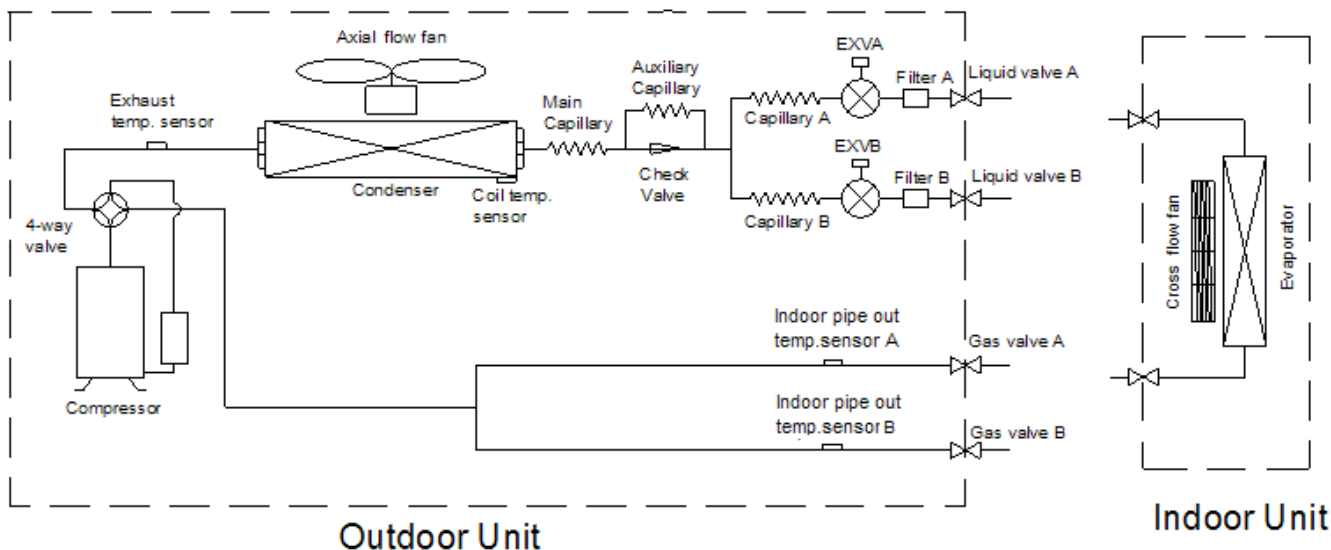 Axial flow fan
EXVA
Auxiliary
Capillary
Filter A
Liquid valve A
Exhaust
temp. sensor
Main
Capillary
Capillary A
EXVB
Condenser
Coil temp.
sensor
Check
Valve
Filter B
Liquid valve B
Capillary B
4-way
valve
Cross flow fan
Evaporator
Indoor pipe out
temp.sensor A
Gas valve A
Compressor
Indoor pipe out
temp.sensor B
Gas valve B
Outdoor Unit
Indoor Unit